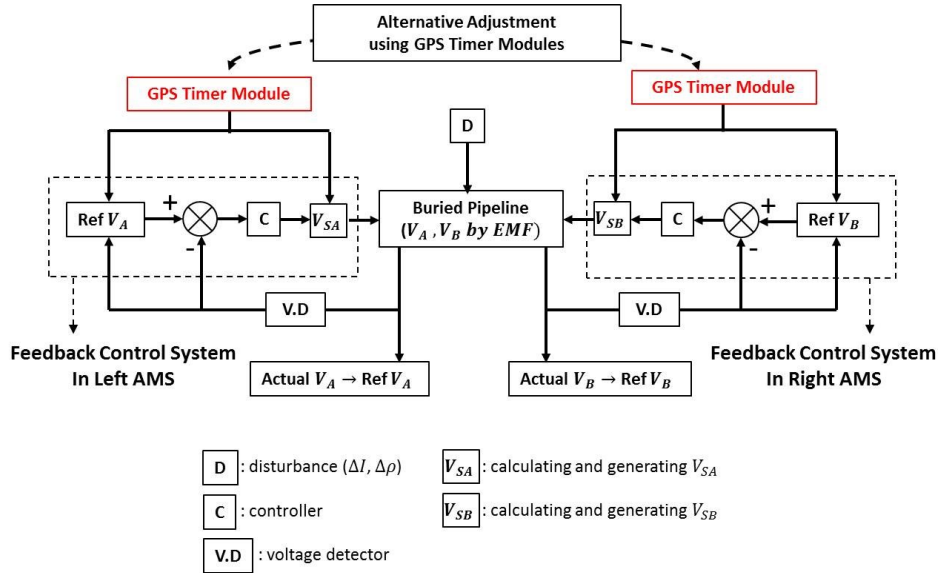 Alternative Adjustment
using GPS Timer Modules
GPS Timer Module
GPS Timer Module
D
Ref V_A
+
-
C
V_SA
Buried Pipeline
(V_A , V_B by EMF)
V_SB
C
+
-
Ref V_B
V.D
V.D
Feedback Control System
In Left AMS
Actual V_A → Ref V_A
Actual V_B → Ref V_B
Feedback Control System
In Right AMS
D : disturbance (ΔI, Δρ)
V_SA : calculating and generating V_SA
C : controller
V_SB : calculating and generating V_SB
V.D : voltage detector